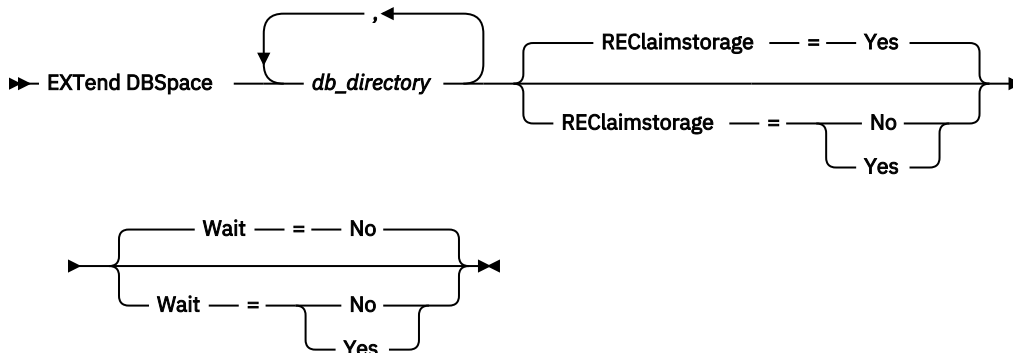 ,
REClaimstorage = Yes
EXTend DBSpace db_directory
REClaimstorage = No
Yes
Wait = No
Wait = No
Yes